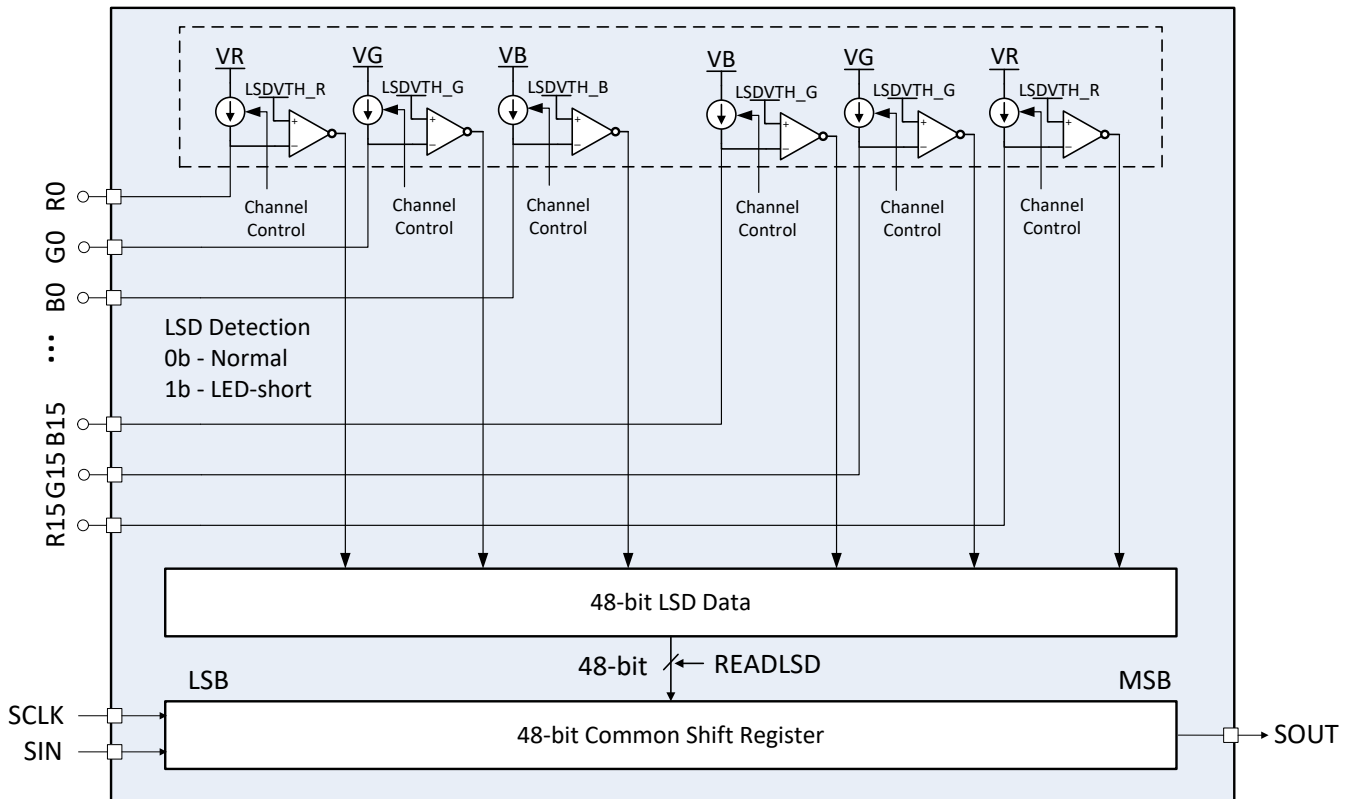 VR
VG
VB
VB
VG
VR
LSDVTH_R
LSDVTH_G
LSDVTH_B
LSDVTH_G
LSDVTH_G
LSDVTH_R
+
+
+
+
+
+
−
−
−
−
−
−
Channel
Control
Channel
Control
Channel
Control
Channel
Control
Channel
Control
Channel
Control
R0
G0
B0
...
B15
G15
R15
LSD Detection
0b - Normal
1b - LED-short
48-bit LSD Data
48-bit
READLSD
LSB
MSB
SCLK
SIN
48-bit Common Shift Register
SOUT